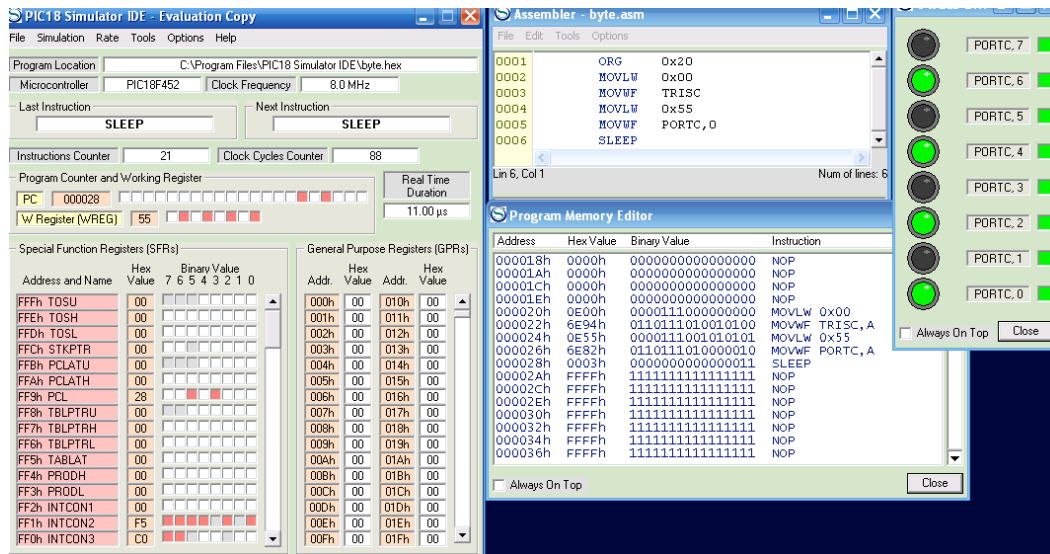 PIC18 Simulator IDE - Evaluation Copy
File Simulation Rate Tools Options Help
Program Location C:\Program Files\PIC18 Simulator IDE\byte.hex
Microcontroller PIC18F452 Clock Frequency 8.0 MHz
Last Instruction Next Instruction
SLEEP SLEEP
Instructions Counter 21 Clock Cycles Counter 88
Program Counter and Working Register
PC 000028
W Register (WREG) 55
Real Time
Duration
11.00 µs
Special Function Registers (SFRs)
Hex Binary Value
Address and Name Value 7 6 5 4 3 2 1 0
FFFh TOSU 00
FFEh TOSH 00
FFDh TOSL 00
FFCh STKPTR 00
FFBh PCLATU 00
FFAh PCLATH 00
FF9h PCL 28
FF8h TBLPTRU 00
FF7h TBLPTRH 00
FF6h TBLPTRL 00
FF5h TABLAT 00
FF4h PRODH 00
FF3h PRODL 00
FF2h INTCON1 00
FF1h INTCON2 F5
FF0h INTCON3 C0
General Purpose Registers (GPRs)
Hex Hex
Addr. Value Addr. Value
000h 00 010h 00
001h 00 011h 00
002h 00 012h 00
003h 00 013h 00
004h 00 014h 00
005h 00 015h 00
006h 00 016h 00
007h 00 017h 00
008h 00 018h 00
009h 00 019h 00
00Ah 00 01Ah 00
00Bh 00 01Bh 00
00Ch 00 01Ch 00
00Dh 00 01Dh 00
00Eh 00 01Eh 00
00Fh 00 01Fh 00
Assembler - byte.asm
File Edit Tools Options
0001 ORG 0x20
0002 MOVLW 0x00
0003 MOVWF TRISC
0004 MOVLW 0x55
0005 MOVWF PORTC,0
0006 SLEEP
Lin 6, Col 1 Num of lines: 6
Program Memory Editor
Address Hex Value Binary Value Instruction
000018h 0000h 0000000000000000 NOP
00001Ah 0000h 0000000000000000 NOP
00001Ch 0000h 0000000000000000 NOP
00001Eh 0000h 0000000000000000 NOP
000020h 0E00h 0000111000000000 MOVLW 0x00
000022h 6E94h 0110111010010100 MOVWF TRISC,A
000024h 0E55h 0000111001010101 MOVLW 0x55
000026h 6E82h 0110111010000010 MOVWF PORTC,A
000028h 0003h 0000000000000011 SLEEP
00002Ah FFFFh 1111111111111111 NOP
00002Ch FFFFh 1111111111111111 NOP
00002Eh FFFFh 1111111111111111 NOP
000030h FFFFh 1111111111111111 NOP
000032h FFFFh 1111111111111111 NOP
000034h FFFFh 1111111111111111 NOP
000036h FFFFh 1111111111111111 NOP
Always On Top Close
PORTC, 7
PORTC, 6
PORTC, 5
PORTC, 4
PORTC, 3
PORTC, 2
PORTC, 1
PORTC, 0
Always On Top Close